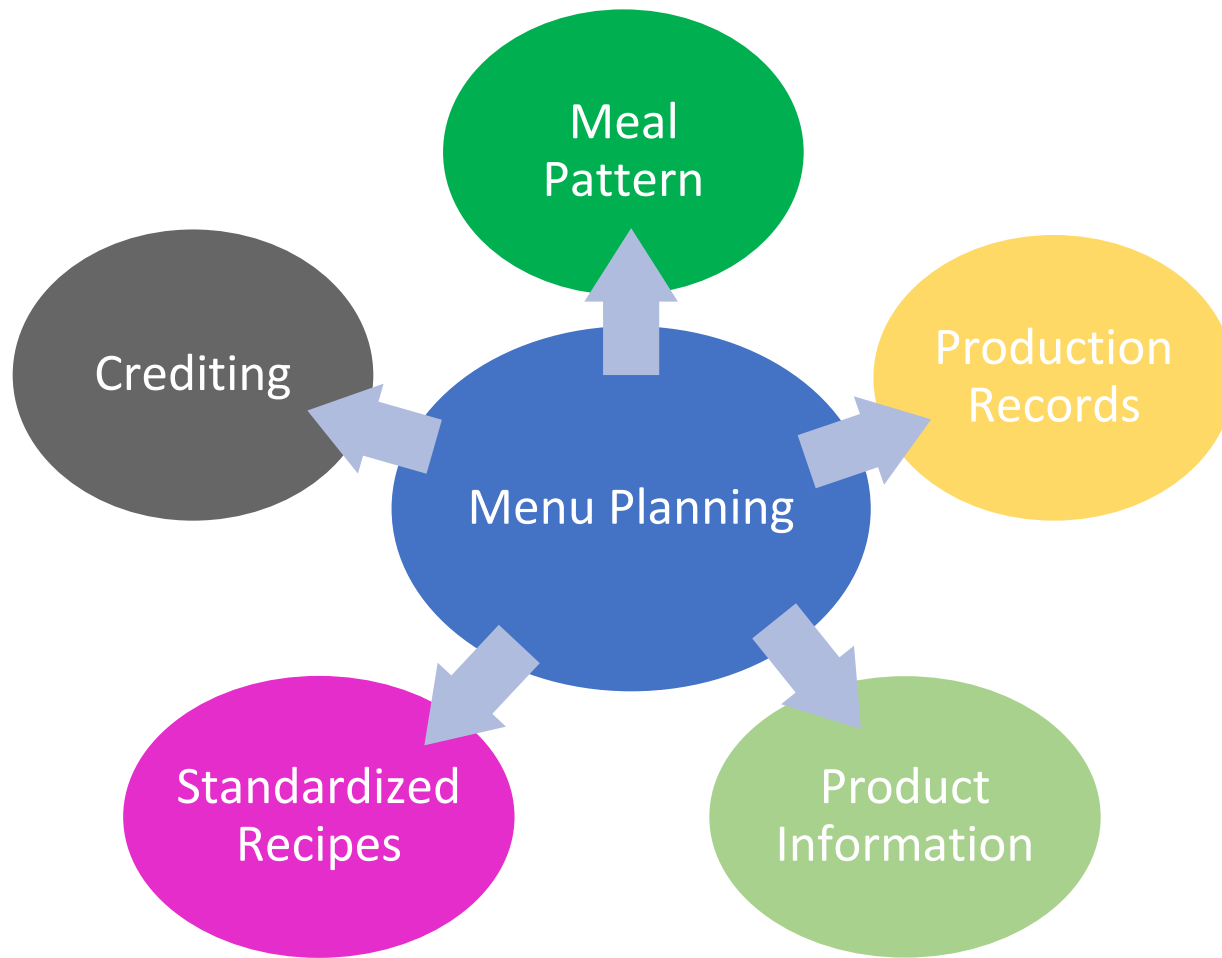 Meal
Pattern
Crediting
Production
Records
Menu Planning
Standardized
Recipes
Product
Information